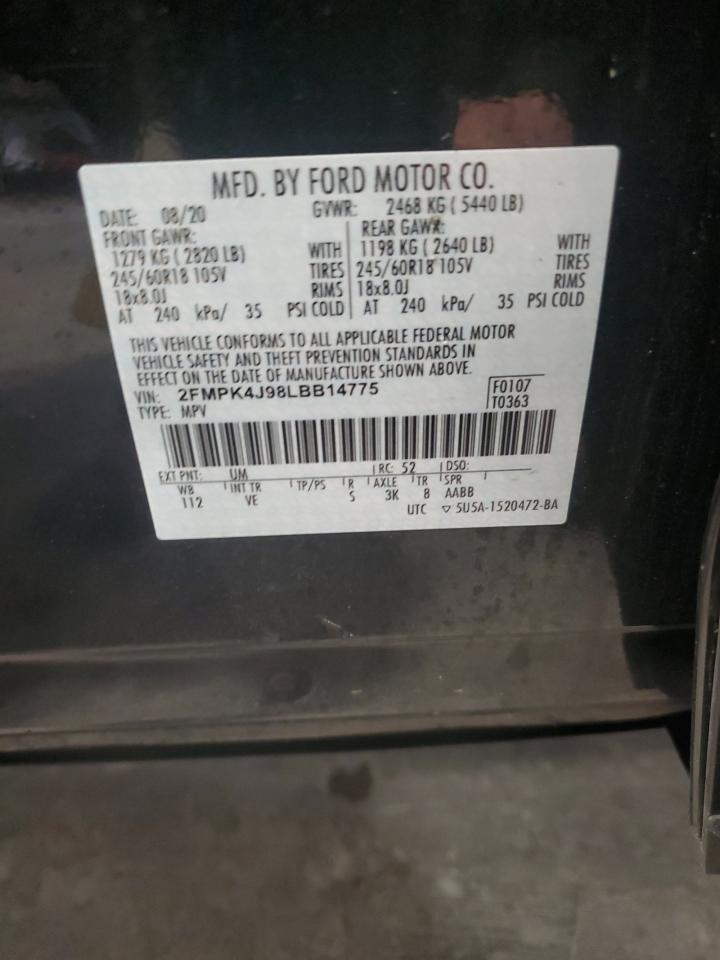 MFD. BY FORD MOTOR CO.
DATE: 08/20 GVWR: 2468 KG ( 5440 LB)
FRONT GAWR: REAR GAWR:
1279 KG ( 2820 LB) WITH 1198 KG ( 2640 LB) WITH
245/60R18 105V TIRES 245/60R18 105V TIRES
18x8.0J RIMS 18x8.0J RIMS
AT 240 kPa/ 35 PSI COLD AT 240 kPa/ 35 PSI COLD
THIS VEHICLE CONFORMS TO ALL APPLICABLE FEDERAL MOTOR
VEHICLE SAFETY AND THEFT PREVENTION STANDARDS IN
EFFECT ON THE DATE OF MANUFACTURE SHOWN ABOVE.
VIN: 2FMPK4J98LBB14775 F0107
TYPE: MPV T0363
EXT PNT: UM RC: 52 DSO:
WB INT TR TP/PS R AXLE TR SPR
112 VE S 3K 8 AABB
UTC ▽ 5U5A-1520472-BA